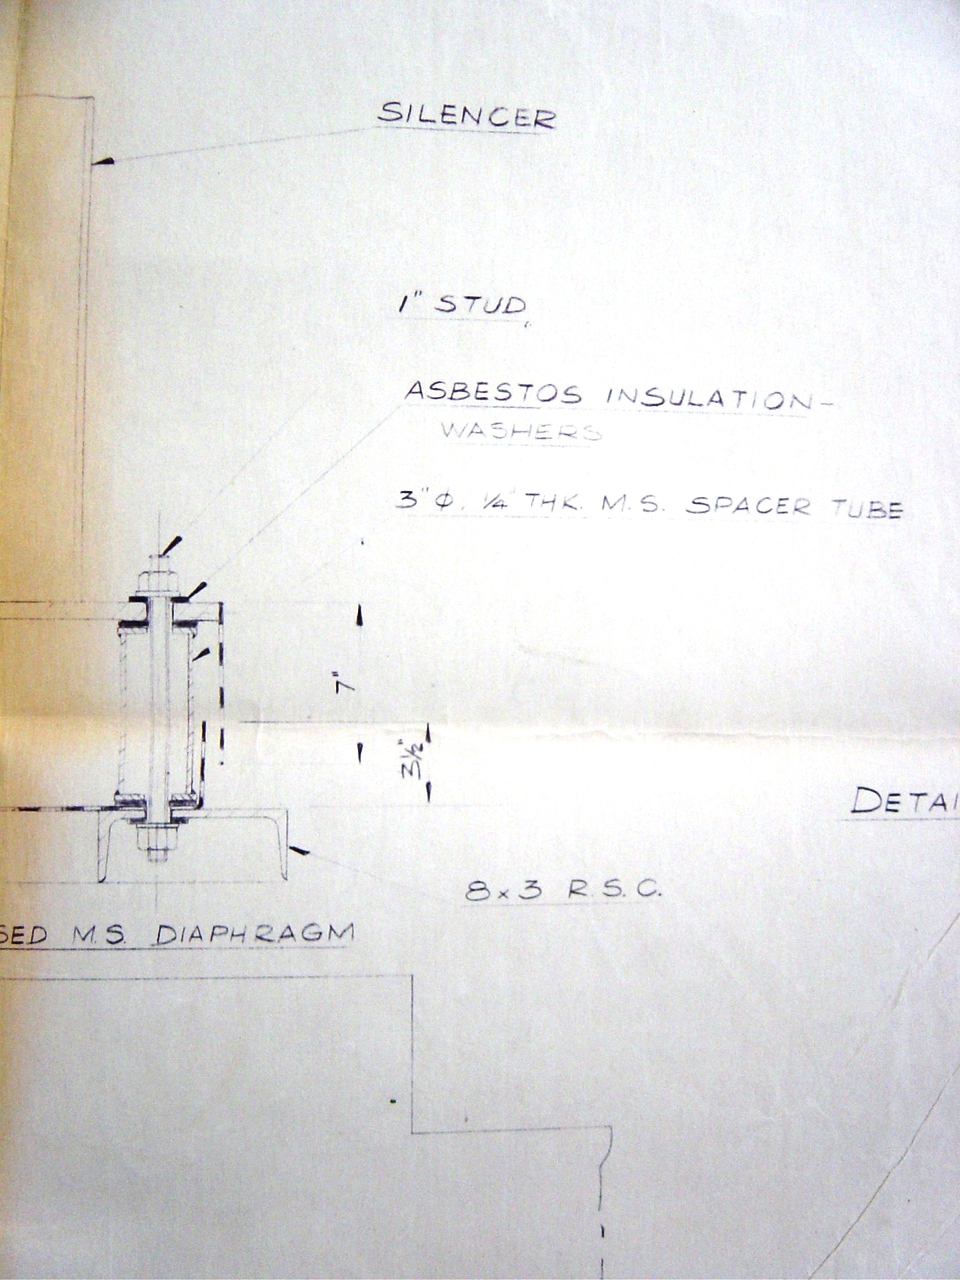 SILENCER
1" STUD
ASBESTOS INSULATION-
WASHERS
3" Φ. ¼" THK. M.S. SPACER TUBE
7"
3½"
DETAI
8 x 3 R.S.C.
SED M.S. DIAPHRAGM